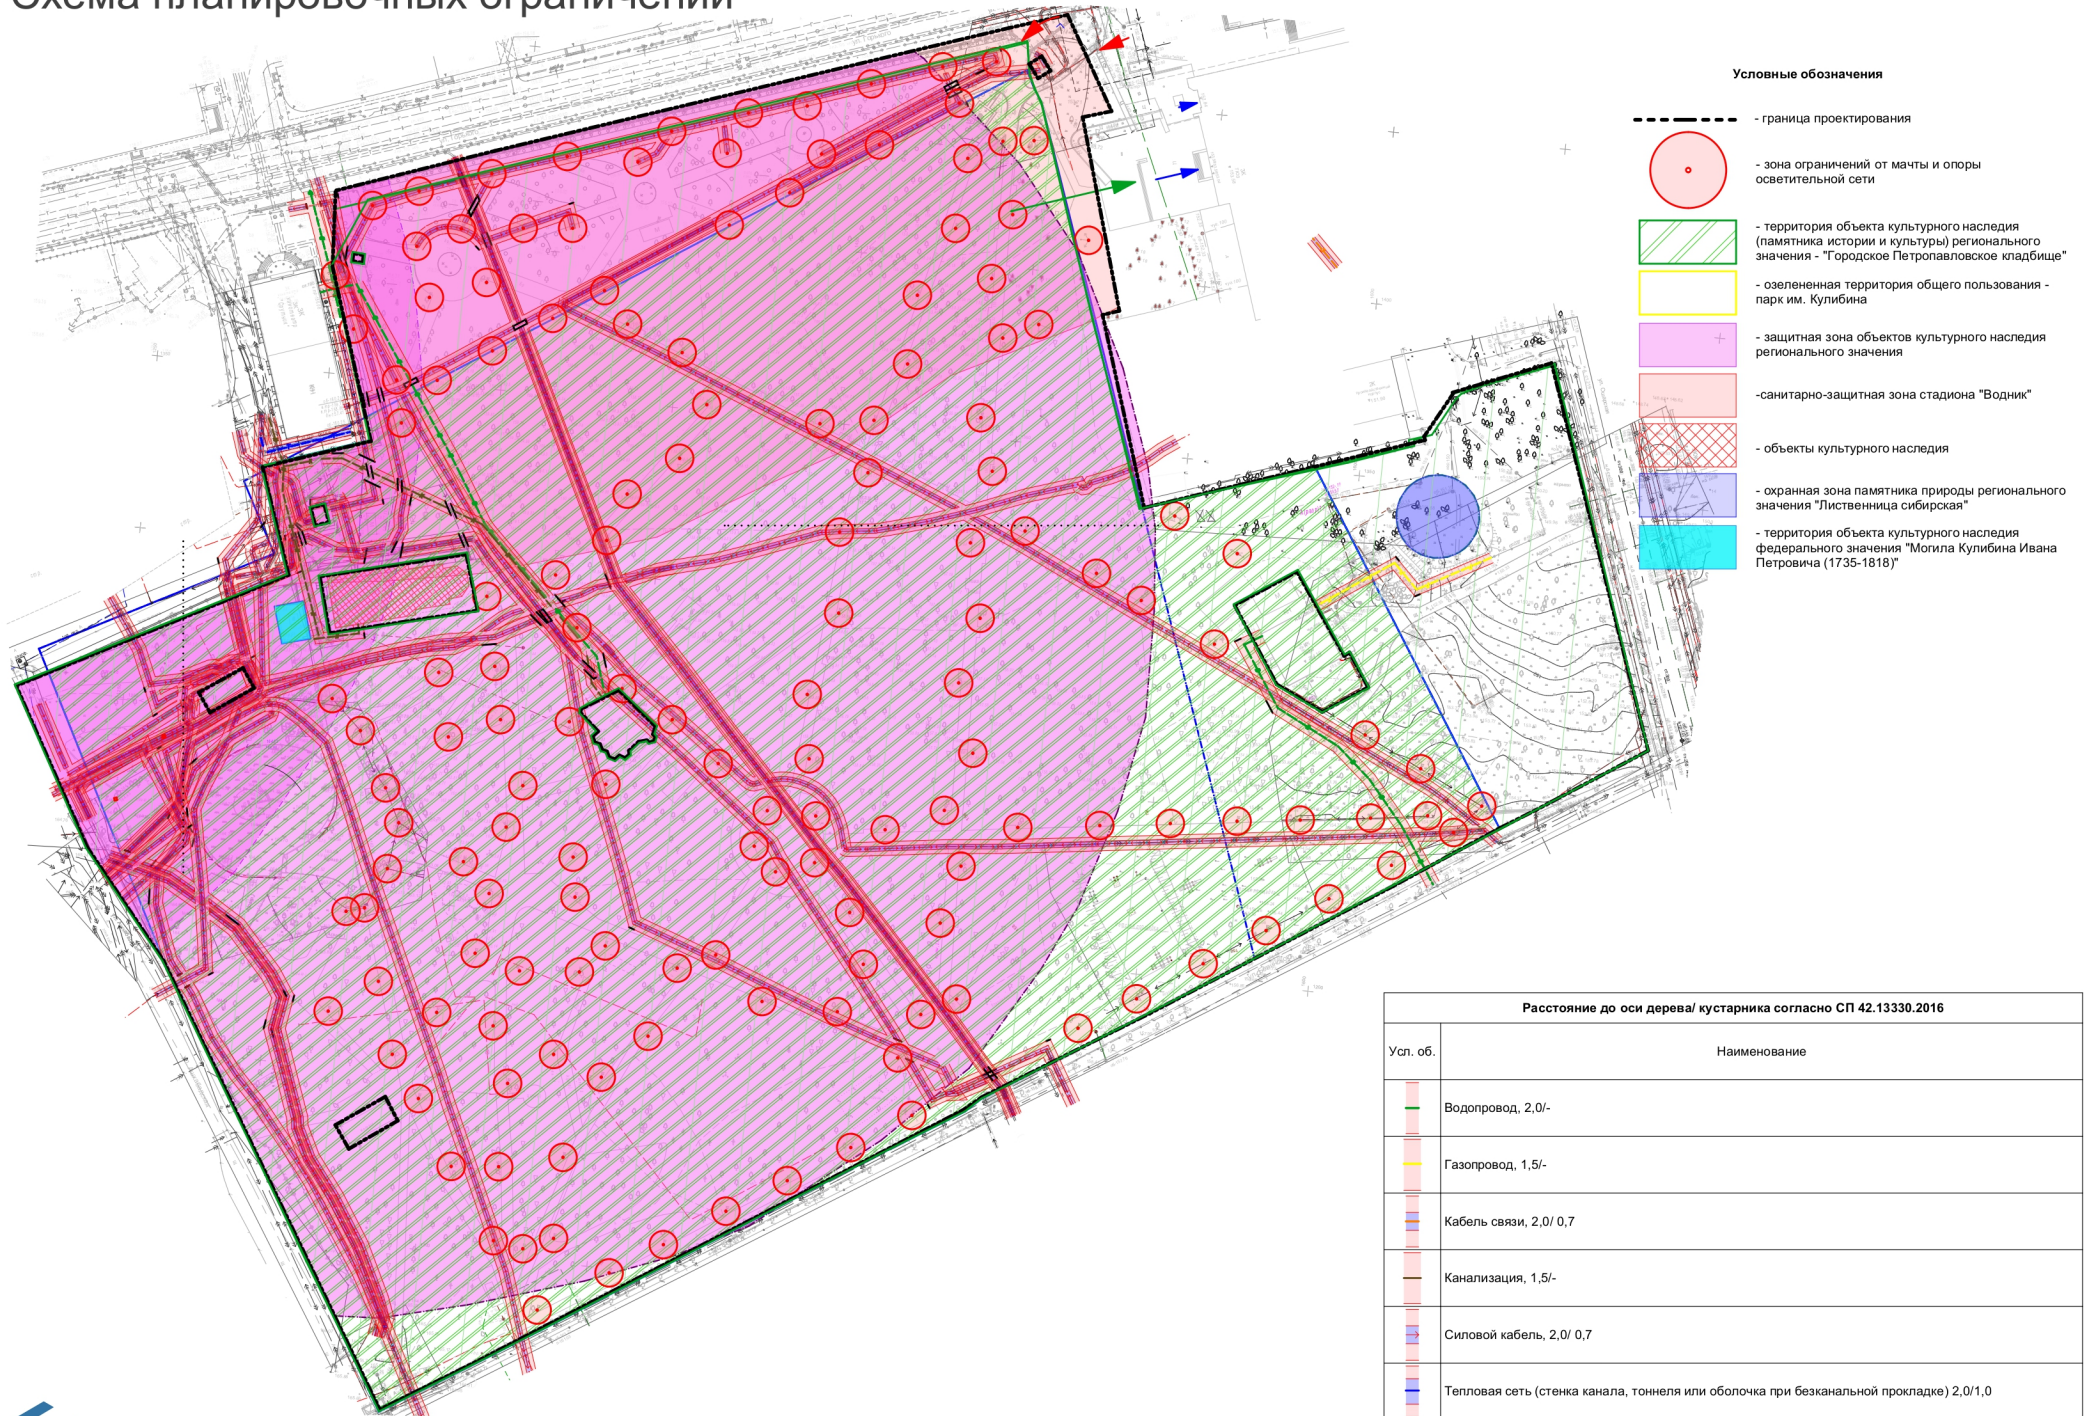 Схема планировочных ограничений
Условные обозначения
- граница проектирования
- зона ограничений от мачты и опоры
осветительной сети
- территория объекта культурного наследия
(памятника истории и культуры) регионального
значения - "Городское Петропавловское кладбище"
- озелененная территория общего пользования -
парк им. Кулибина
- защитная зона объектов культурного наследия
регионального значения
-санитарно-защитная зона стадиона "Водник"
- объекты культурного наследия
- охранная зона памятника природы регионального
значения "Лиственница сибирская"
- территория объекта культурного наследия
федерального значения "Могила Кулибина Ивана
Петровича (1735-1818)"
Расстояние до оси дерева/ кустарника согласно СП 42.13330.2016
Усл. об.
Наименование
Водопровод, 2,0/-
Газопровод, 1,5/-
Кабель связи, 2,0/ 0,7
Канализация, 1,5/-
Силовой кабель, 2,0/ 0,7
Тепловая сеть (стенка канала, тоннеля или оболочка при безканальной прокладке) 2,0/1,0